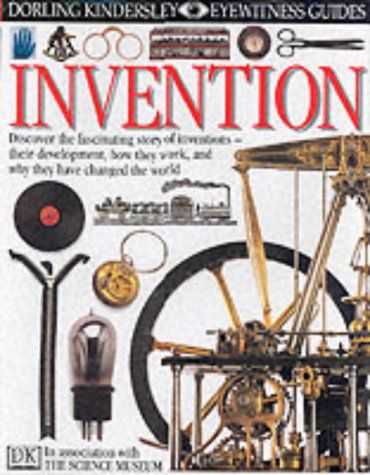 DORLING KINDERSLEY EYEWITNESS GUIDES
INVENTION
Discover the fascinating story of inventions –
their development, how they work, and
why they have changed the world
DK
In association with
THE SCIENCE MUSEUM